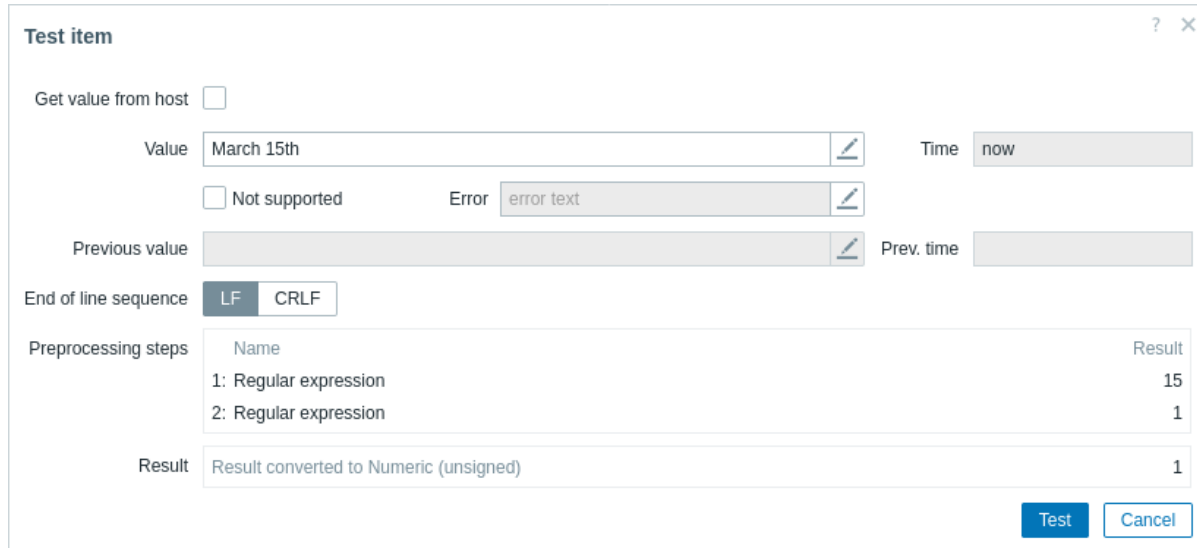 Test item ? ×
Get value from host
Value March 15th Time now
Not supported Error error text
Previous value Prev. time
End of line sequence LF CRLF
Preprocessing steps Name Result
1: Regular expression 15
2: Regular expression 1
Result Result converted to Numeric (unsigned) 1
Test Cancel